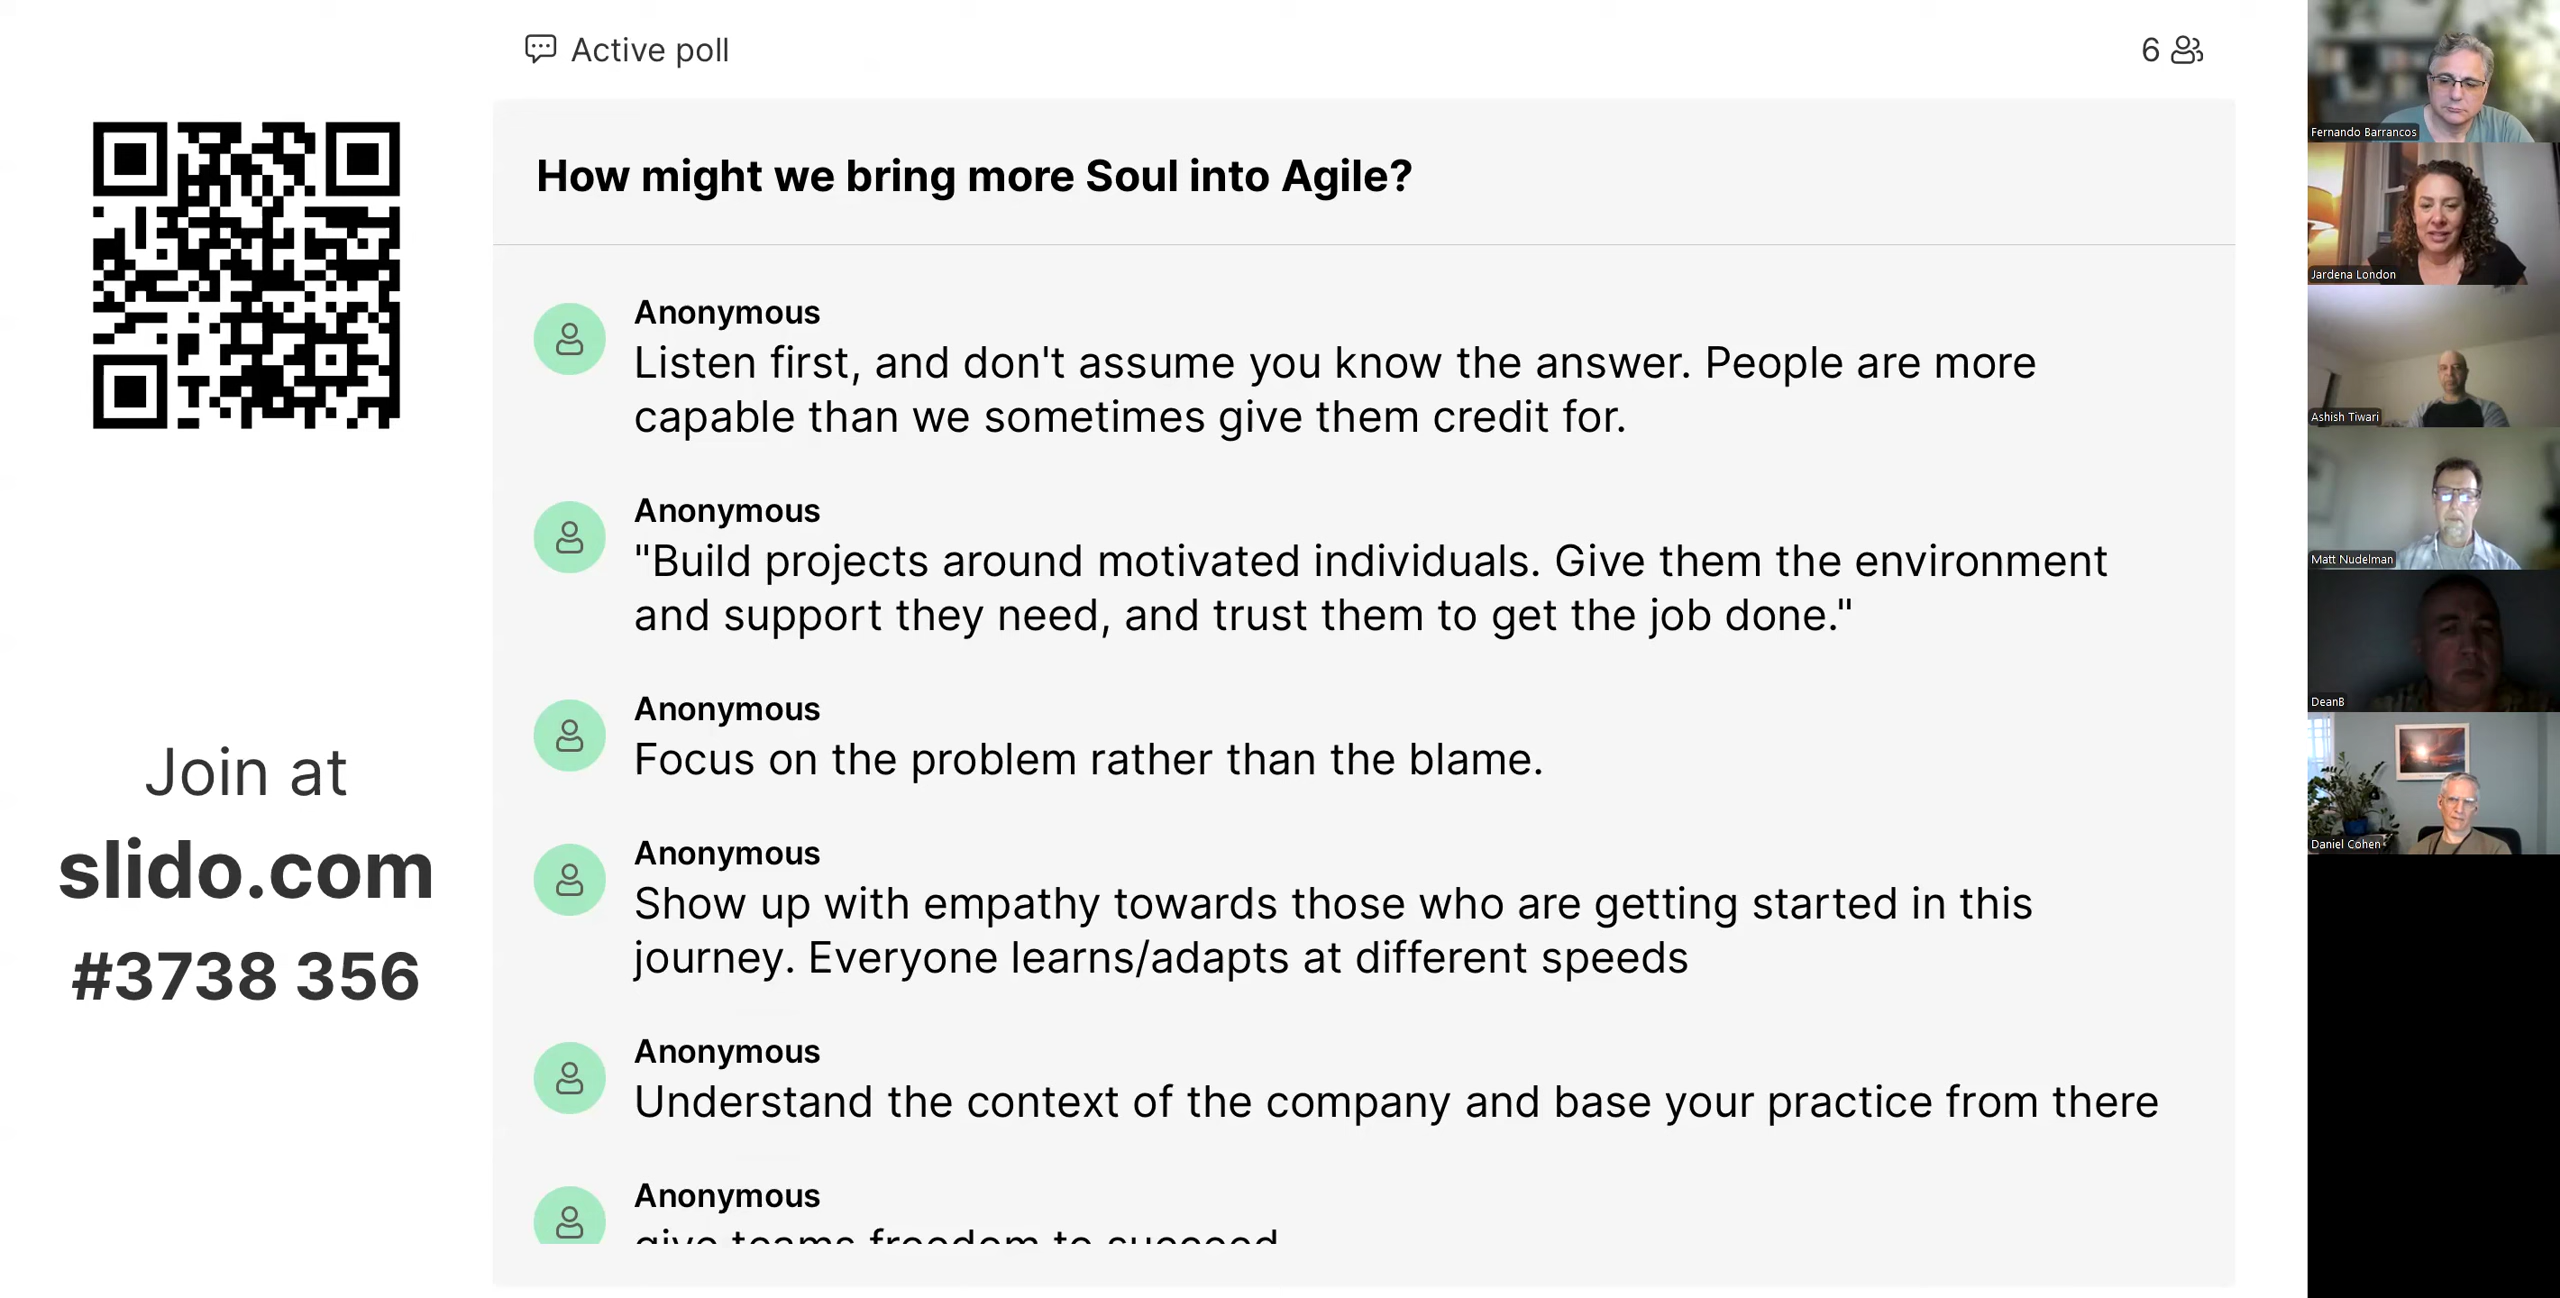 Active poll
6
How might we bring more Soul into Agile?
Anonymous
Listen first, and don't assume you know the answer. People are more
capable than we sometimes give them credit for.
Anonymous
"Build projects around motivated individuals. Give them the environment
and support they need, and trust them to get the job done."
Anonymous
Focus on the problem rather than the blame.
Anonymous
Show up with empathy towards those who are getting started in this
journey. Everyone learns/adapts at different speeds
Anonymous
Understand the context of the company and base your practice from there
Anonymous
give teams freedom to succeed
Join at
slido.com
#3738 356
Fernando Barrancos
Jardena London
Ashish Tiwari
Matt Nudelman
DeanB
Daniel Cohen